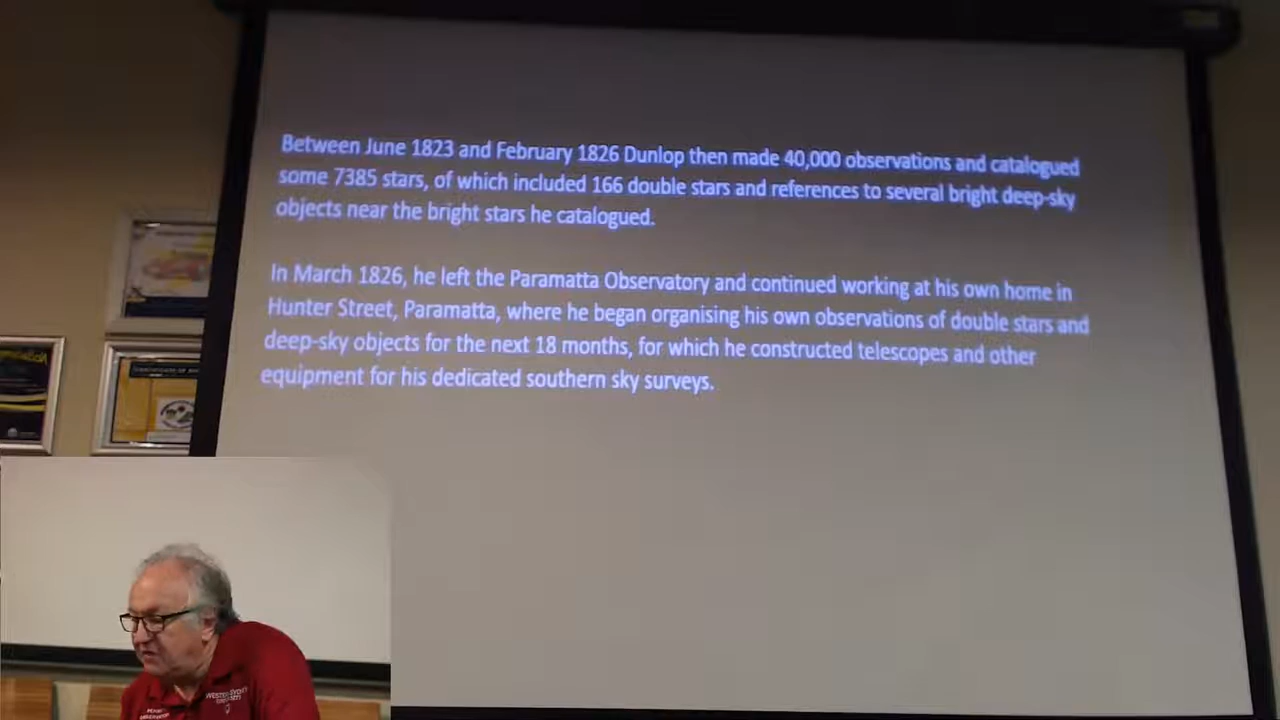 Between June 1823 and February 1826 Dunlop then made 40,000 observations and catalogued
some 7385 stars, of which included 166 double stars and references to several bright deep-sky
objects near the bright stars he catalogued.
In March 1826, he left the Paramatta Observatory and continued working at his own home in
Hunter Street, Paramatta, where he began organising his own observations of double stars and
deep-sky objects for the next 18 months, for which he constructed telescopes and other
equipment for his dedicated southern sky surveys.